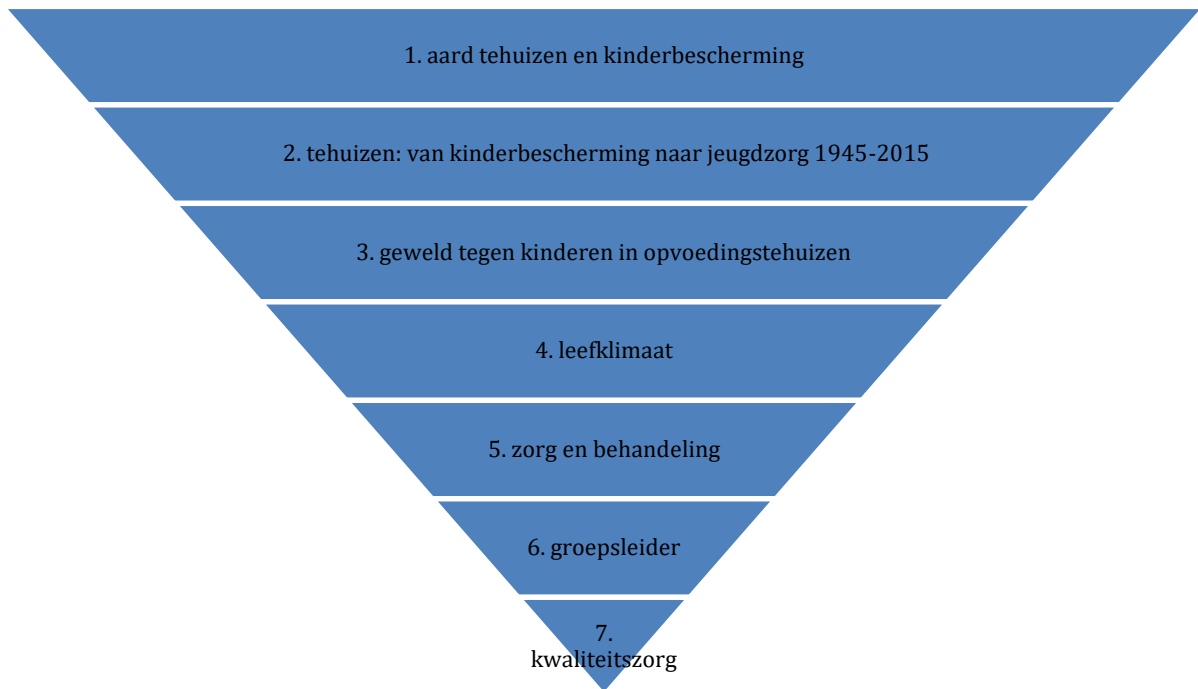 1. aard tehuizen en kinderbescherming
2. tehuizen: van kinderbescherming naar jeugdzorg 1945-2015
3. geweld tegen kinderen in opvoedingstehuizen
4. leefklimaat
5. zorg en behandeling
6. groepsleider
7.
kwaliteitszorg